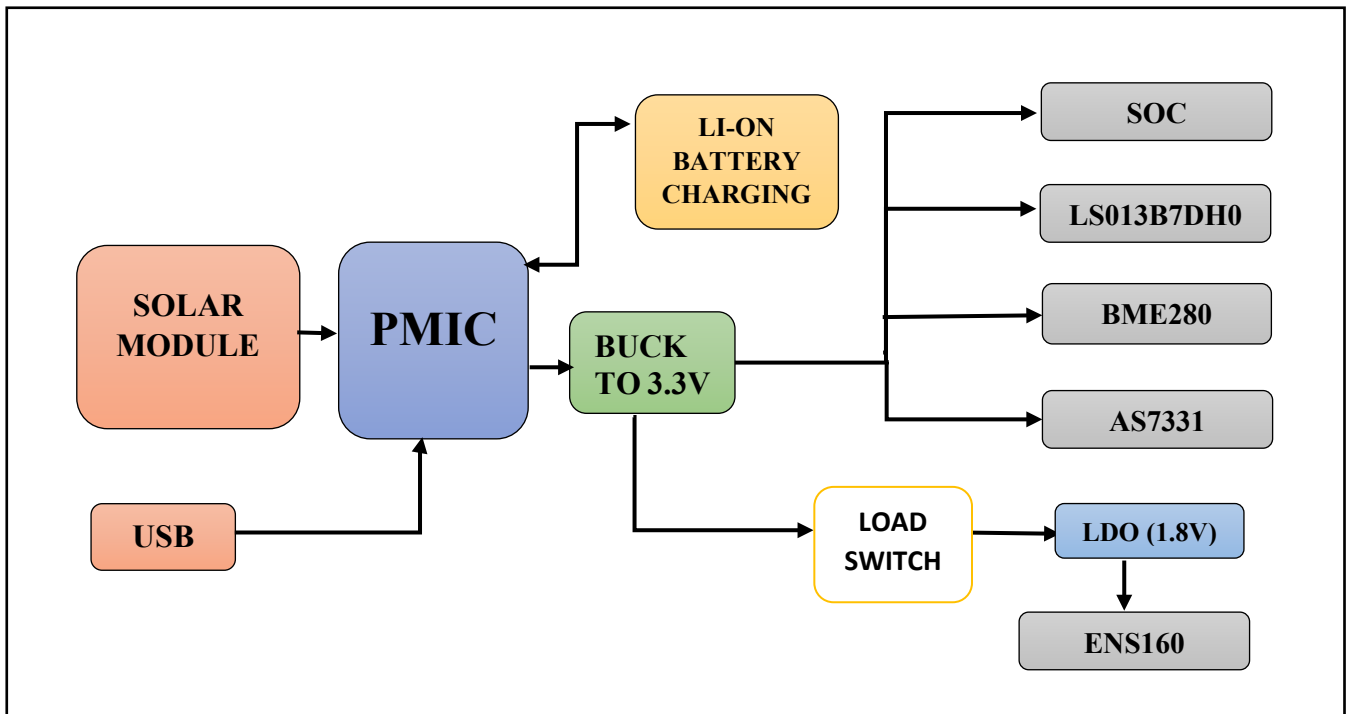 LI-ON
BATTERY
CHARGING
SOC
LS013B7DH0
SOLAR
MODULE
PMIC
BUCK
TO 3.3V
BME280
AS7331
USB
LOAD
SWITCH
LDO (1.8V)
ENS160